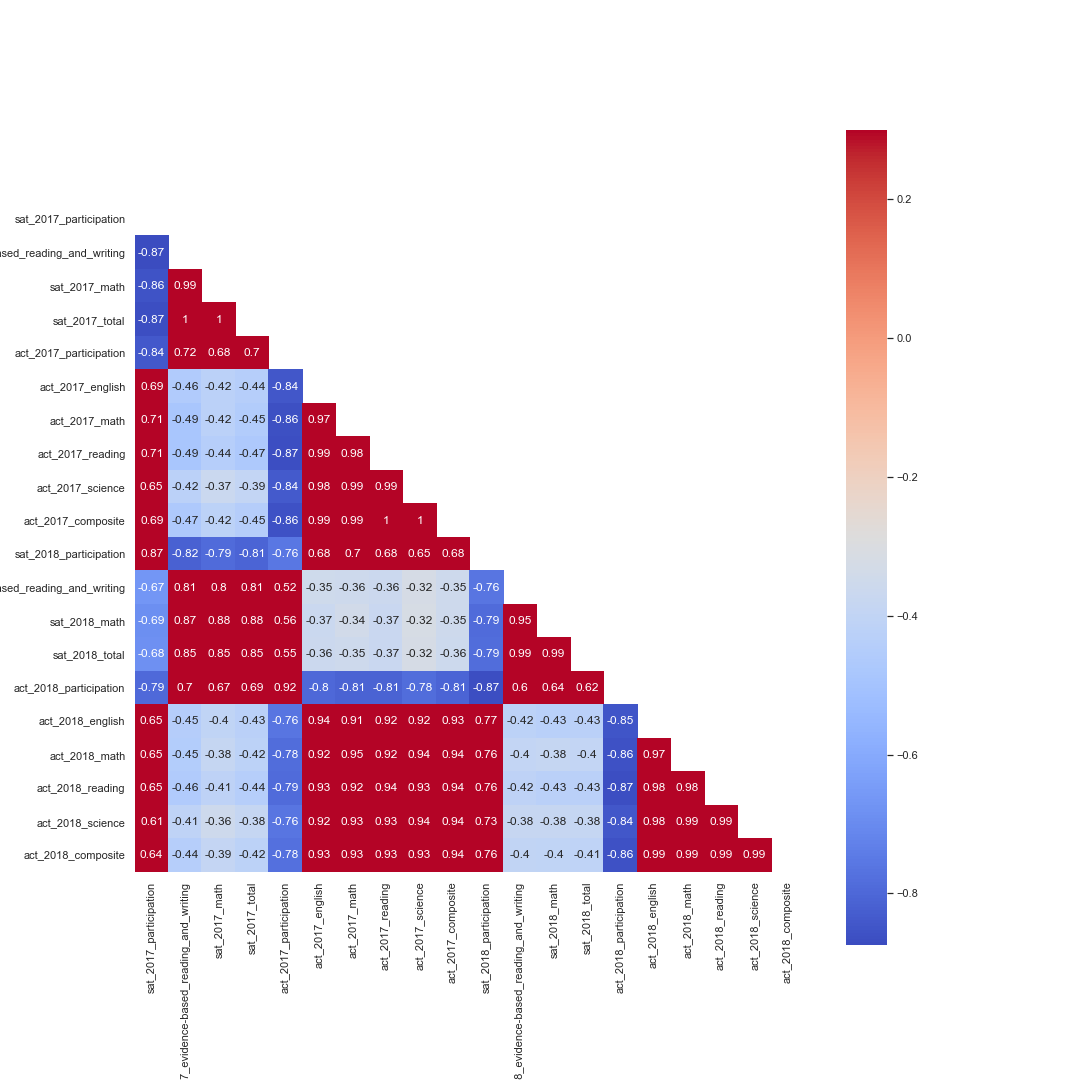 sat_2017_participation
sed_reading_and_writing -0.87
sat_2017_math -0.86 0.99
sat_2017_total -0.87 1 1
act_2017_participation -0.84 0.72 0.68 0.7
act_2017_english 0.69 -0.46 -0.42 -0.44 -0.84
act_2017_math 0.71 -0.49 -0.42 -0.45 -0.86 0.97
act_2017_reading 0.71 -0.49 -0.44 -0.47 -0.87 0.99 0.98
act_2017_science 0.65 -0.42 -0.37 -0.39 -0.84 0.98 0.99 0.99
act_2017_composite 0.69 -0.47 -0.42 -0.45 -0.86 0.99 0.99 1 1
sat_2018_participation 0.87 -0.82 -0.79 -0.81 -0.76 0.68 0.7 0.68 0.65 0.68
sed_reading_and_writing -0.67 0.81 0.8 0.81 0.52 -0.35 -0.36 -0.36 -0.32 -0.35 -0.76
sat_2018_math -0.69 0.87 0.88 0.88 0.56 -0.37 -0.34 -0.37 -0.32 -0.35 -0.79 0.95
sat_2018_total -0.68 0.85 0.85 0.85 0.55 -0.36 -0.35 -0.37 -0.32 -0.36 -0.79 0.99 0.99
act_2018_participation -0.79 0.7 0.67 0.69 0.92 -0.8 -0.81 -0.81 -0.78 -0.81 -0.87 0.6 0.64 0.62
act_2018_english 0.65 -0.45 -0.4 -0.43 -0.76 0.94 0.91 0.92 0.92 0.93 0.77 -0.42 -0.43 -0.43 -0.85
act_2018_math 0.65 -0.45 -0.38 -0.42 -0.78 0.92 0.95 0.92 0.94 0.94 0.76 -0.4 -0.38 -0.4 -0.86 0.97
act_2018_reading 0.65 -0.46 -0.41 -0.44 -0.79 0.93 0.92 0.94 0.93 0.94 0.76 -0.42 -0.43 -0.43 -0.87 0.98 0.98
act_2018_science 0.61 -0.41 -0.36 -0.38 -0.76 0.92 0.93 0.93 0.94 0.94 0.73 -0.38 -0.38 -0.38 -0.84 0.98 0.99 0.99
act_2018_composite 0.64 -0.44 -0.39 -0.42 -0.78 0.93 0.93 0.93 0.93 0.94 0.76 -0.4 -0.4 -0.41 -0.86 0.99 0.99 0.99 0.99
sat_2017_participation
7_evidence-based_reading_and_writing
sat_2017_math
sat_2017_total
act_2017_participation
act_2017_english
act_2017_math
act_2017_reading
act_2017_science
act_2017_composite
sat_2018_participation
8_evidence-based_reading_and_writing
sat_2018_math
sat_2018_total
act_2018_participation
act_2018_english
act_2018_math
act_2018_reading
act_2018_science
act_2018_composite
0.2
0.0
−0.2
−0.4
−0.6
−0.8